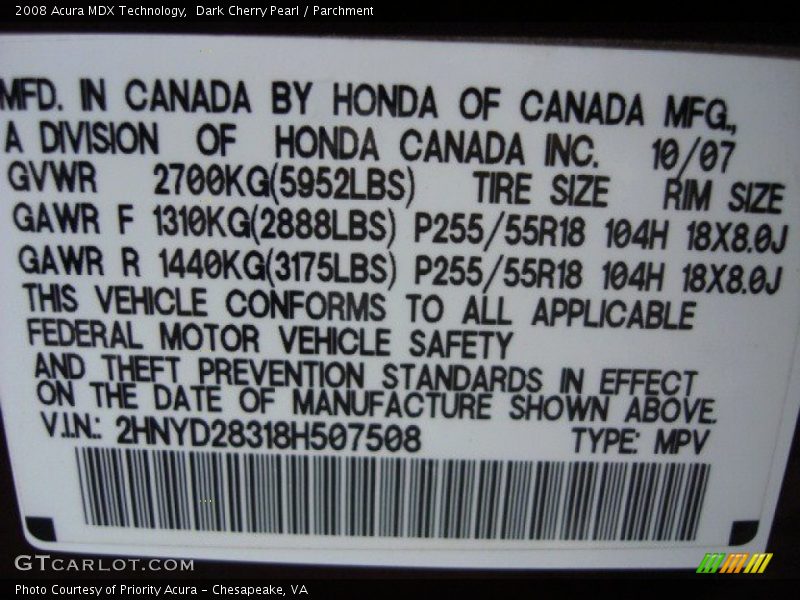 2008 Acura MDX Technology,  Dark Cherry Pearl / Parchment
MFD. IN CANADA BY HONDA OF CANADA MFG.,
A DIVISION OF HONDA CANADA INC. 10/07
GVWR 2700KG(5952LBS) TIRE SIZE RIM SIZE
GAWR F 1310KG(2888LBS) P255/55R18 104H 18X8.0J
GAWR R 1440KG(3175LBS) P255/55R18 104H 18X8.0J
THIS VEHICLE CONFORMS TO ALL APPLICABLE
FEDERAL MOTOR VEHICLE SAFETY
AND THEFT PREVENTION STANDARDS IN EFFECT
ON THE DATE OF MANUFACTURE SHOWN ABOVE.
V.I.N.: 2HNYD28318H507508 TYPE: MPV
GTCARLOT.COM
Photo Courtesy of Priority Acura - Chesapeake, VA